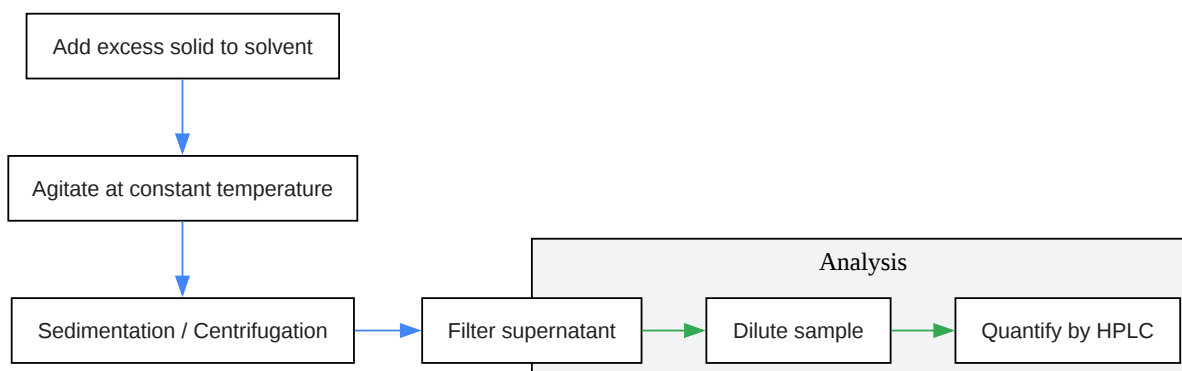 Add excess solid to solvent
Agitate at constant temperature
Analysis
Sedimentation / Centrifugation
Filter supernatant
Dilute sample
Quantify by HPLC